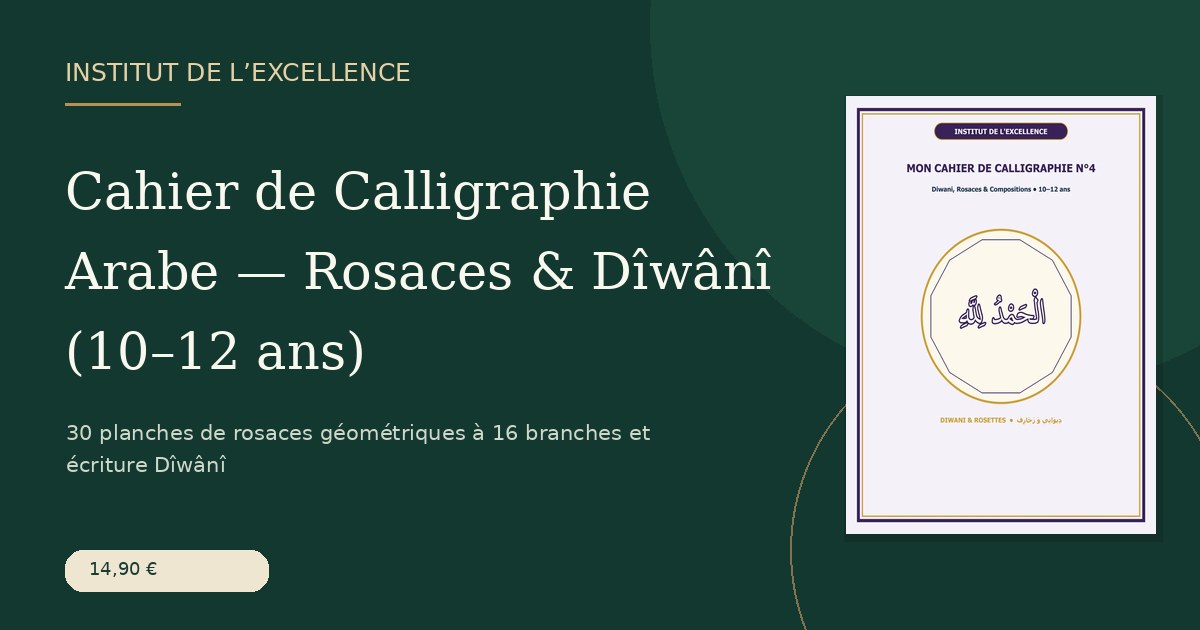 INSTITUT DE L’EXCELLENCE
Cahier de Calligraphie
Arabe — Rosaces & Dîwânî
(10–12 ans)
30 planches de rosaces géométriques à 16 branches et
écriture Dîwânî
14,90 €
INSTITUT DE L'EXCELLENCE
MON CAHIER DE CALLIGRAPHIE N°4
Diwani, Rosaces & Compositions • 10–12 ans
الْحَمْدُ لِلَّهِ
DIWANI & ROSETTES • ديواني و زخارف